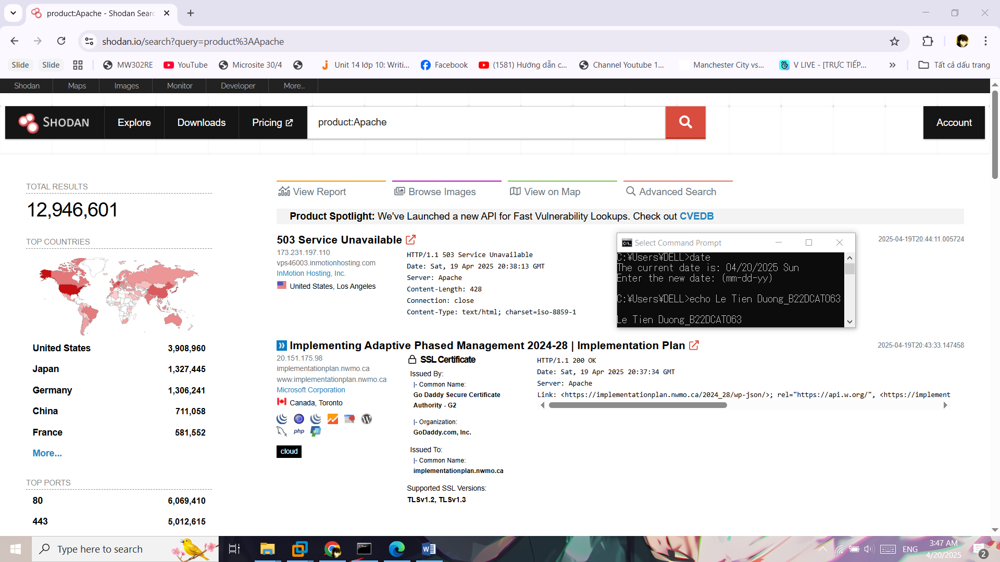 product:Apache - Shodan Searc
shodan.io/search?query=product%3AApache
Slide
Slide
MW302RE
YouTube
Microsite 30/4
Unit 14 lớp 10: Writi...
Facebook
(1581) Hướng dẫn c...
Channel Youtube 1...
Manchester City vs...
V LIVE - [TRỰC TIẾP...
Tất cả dấu trang
Shodan
Maps
Images
Monitor
Developer
More...
SHODAN
Explore
Downloads
Pricing
product:Apache
Account
TOTAL RESULTS
12,946,601
TOP COUNTRIES
United States 3,908,960
Japan 1,327,445
Germany 1,306,241
China 711,058
France 581,552
More...
TOP PORTS
80 6,069,410
443 5,012,615
View Report
Browse Images
View on Map
Advanced Search
Product Spotlight: We've Launched a new API for Fast Vulnerability Lookups. Check out CVEDB
503 Service Unavailable
2025-04-19T20:44:11.005724
173.231.197.110
vps46003.inmotionhosting.com
InMotion Hosting, Inc.
United States, Los Angeles
HTTP/1.1 503 Service Unavailable
Date: Sat, 19 Apr 2025 20:38:13 GMT
Server: Apache
Content-Length: 428
Connection: close
Content-Type: text/html; charset=iso-8859-1
Select Command Prompt
C:¥Users¥DELL>date
The current date is: 04/20/2025 Sun
Enter the new date: (mm-dd-yy)
C:¥Users¥DELL>echo Le Tien Duong_B22DCAT063
Le Tien Duong_B22DCAT063
Implementing Adaptive Phased Management 2024-28 | Implementation Plan
2025-04-19T20:43:33.147458
20.151.175.98
implementationplan.nwmo.ca
www.implementationplan.nwmo.ca
Microsoft Corporation
Canada, Toronto
php
cloud
SSL Certificate
Issued By:
|- Common Name:
Go Daddy Secure Certificate
Authority - G2
|- Organization:
GoDaddy.com, Inc.
Issued To:
|- Common Name:
implementationplan.nwmo.ca
Supported SSL Versions:
TLSv1.2, TLSv1.3
HTTP/1.1 200 OK
Date: Sat, 19 Apr 2025 20:37:34 GMT
Server: Apache
Link: <https://implementationplan.nwmo.ca/2024_28/wp-json/>; rel="https://api.w.org/", <https://implement
Type here to search
ENG
3:47 AM
4/20/2025
2